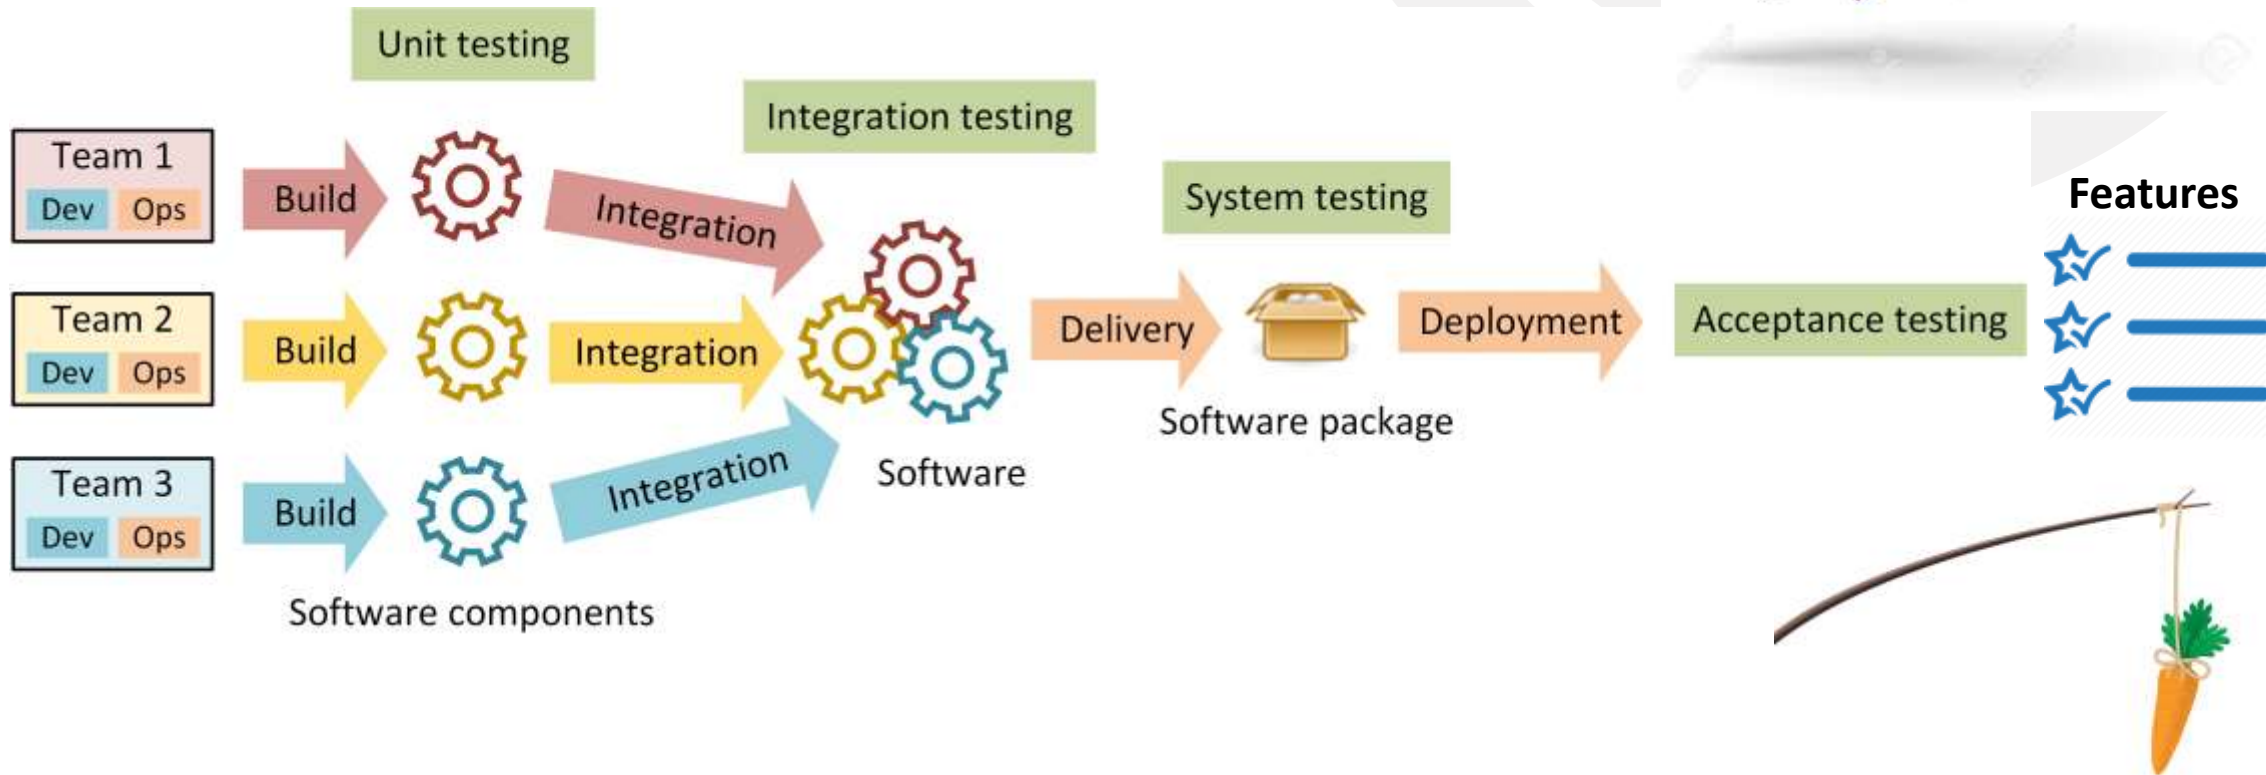 Unit testing
Integration testing
System testing
Acceptance testing
Features
Team 1
Dev Ops
Build
Integration
Team 2
Dev Ops
Build
Integration
Team 3
Dev Ops
Build
Integration
Software components
Software
Delivery
Software package
Deployment